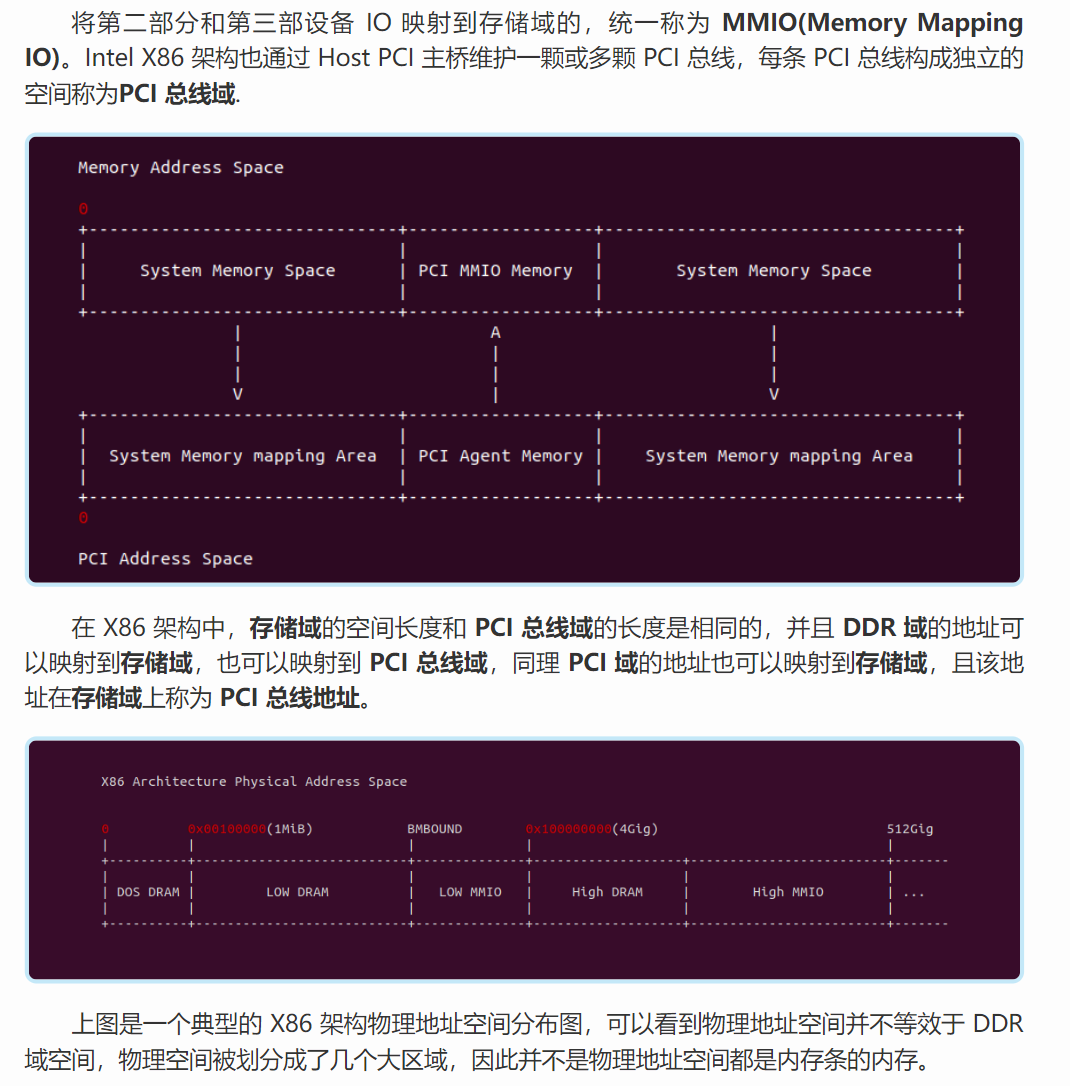 将第二部分和第三部设备 IO 映射到存储域的，统一称为 MMIO(Memory Mapping
IO)。Intel X86 架构也通过 Host PCI 主桥维护一颗或多颗 PCI 总线，每条 PCI 总线构成独立的
空间称为PCI 总线域.
Memory Address Space
0
System Memory Space | PCI MMIO Memory | System Memory Space
A
V V
System Memory mapping Area | PCI Agent Memory | System Memory mapping Area
0
PCI Address Space
在 X86 架构中，存储域的空间长度和 PCI 总线域的长度是相同的，并且 DDR 域的地址可
以映射到存储域，也可以映射到 PCI 总线域，同理 PCI 域的地址也可以映射到存储域，且该地
址在存储域上称为 PCI 总线地址。
X86 Architecture Physical Address Space
0 0x00100000(1MiB) BMBOUND 0x100000000(4Gig) 512Gig
| DOS DRAM | LOW DRAM | LOW MMIO | High DRAM | High MMIO | ...
上图是一个典型的 X86 架构物理地址空间分布图，可以看到物理地址空间并不等效于 DDR
域空间，物理空间被划分成了几个大区域，因此并不是物理地址空间都是内存条的内存。